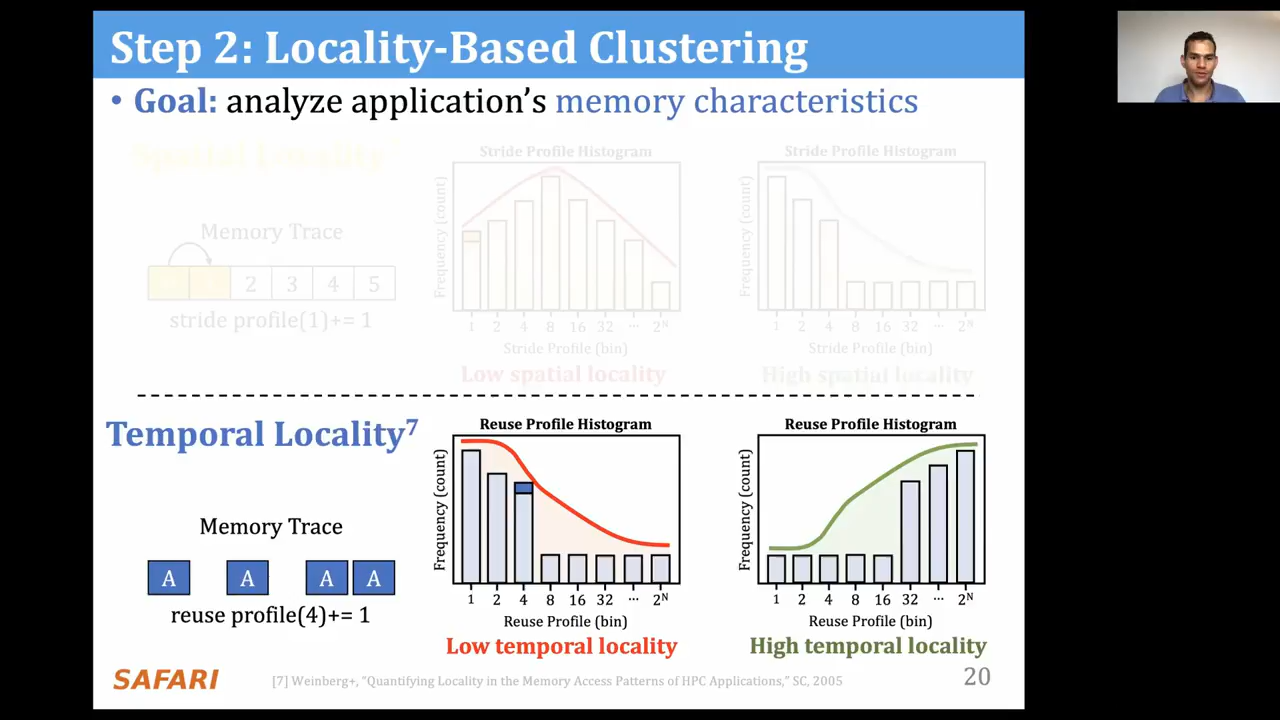 Step 2: Locality-Based Clustering
• Goal: analyze application's memory characteristics
Spatial Locality
Memory Trace
2 3 4 5
stride profile(1)+= 1
Stride Profile Histogram
Frequency (count)
1 2 4 8 16 32 ... 2^N
Stride Profile (bin)
Low spatial locality
Stride Profile Histogram
Frequency (count)
1 2 4 8 16 32 ... 2^N
Stride Profile (bin)
High spatial locality
Temporal Locality^7
Memory Trace
A A A A
reuse profile(4)+= 1
Reuse Profile Histogram
Frequency (count)
1 2 4 8 16 32 ... 2^N
Reuse Profile (bin)
Low temporal locality
Reuse Profile Histogram
Frequency (count)
1 2 4 8 16 32 ... 2^N
Reuse Profile (bin)
High temporal locality
SAFARI
[7] Weinberg+, "Quantifying Locality in the Memory Access Patterns of HPC Applications," SC, 2005
20